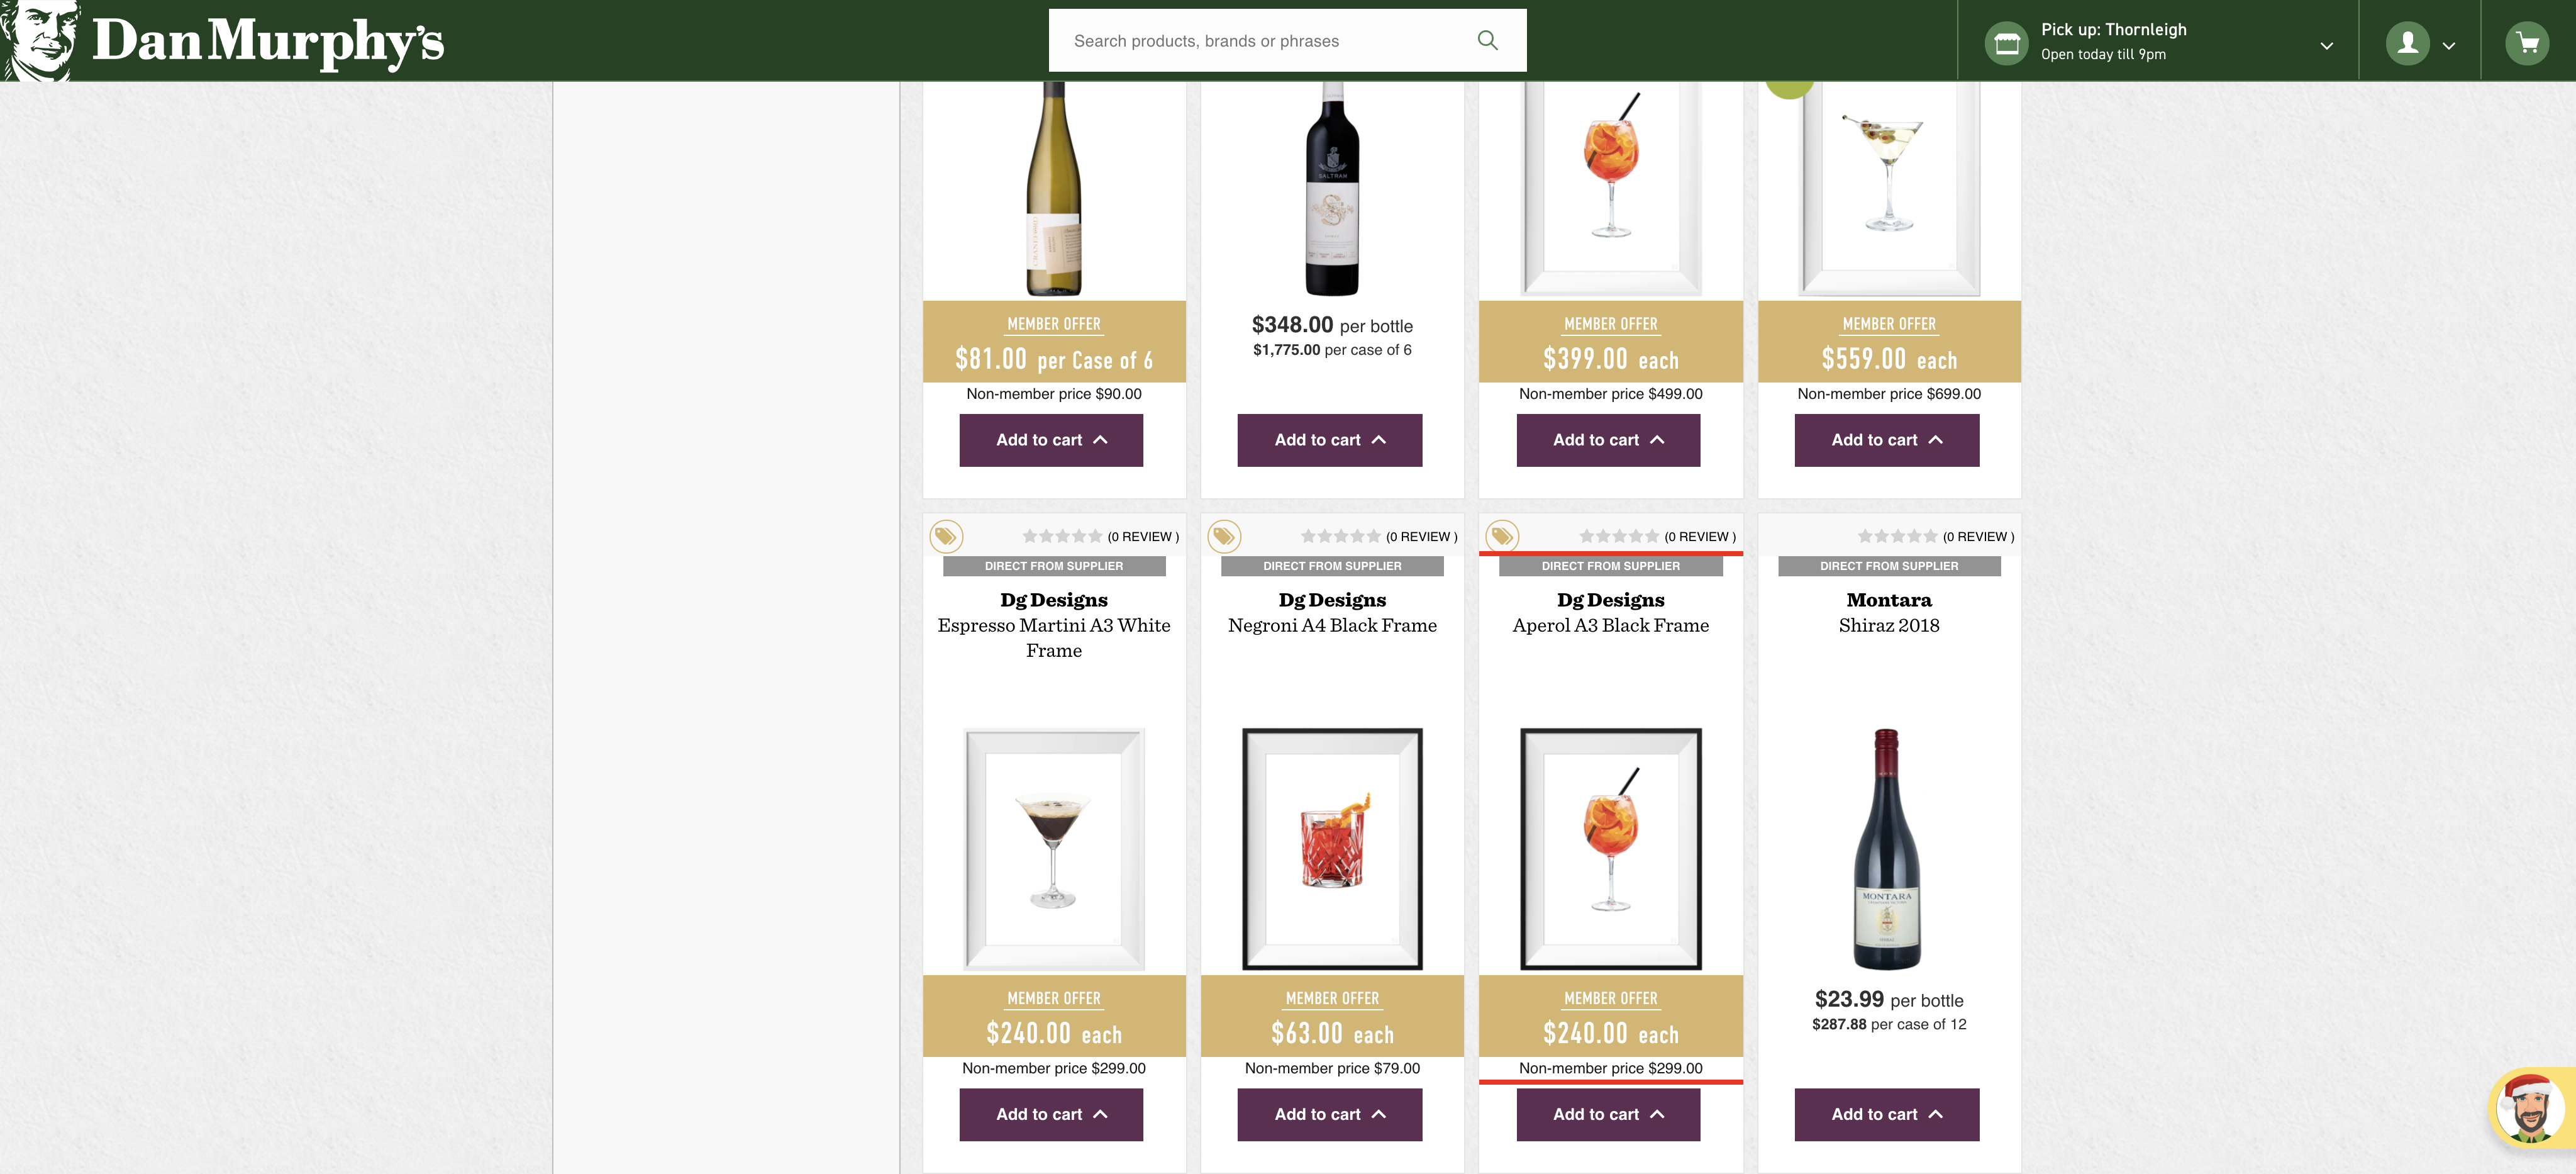 Dan Murphy's
Search products, brands or phrases
Pick up: Thornleigh
Open today till 9pm
SALTRAM
MEMBER OFFER
$81.00 per Case of 6
Non-member price $90.00
Add to cart
$348.00 per bottle
$1,775.00 per case of 6
Add to cart
MEMBER OFFER
$399.00 each
Non-member price $499.00
Add to cart
MEMBER OFFER
$559.00 each
Non-member price $699.00
Add to cart
(0 REVIEW )
DIRECT FROM SUPPLIER
Dg Designs
Espresso Martini A3 White
Frame
MEMBER OFFER
$240.00 each
Non-member price $299.00
Add to cart
(0 REVIEW )
DIRECT FROM SUPPLIER
Dg Designs
Negroni A4 Black Frame
MEMBER OFFER
$63.00 each
Non-member price $79.00
Add to cart
(0 REVIEW )
DIRECT FROM SUPPLIER
Dg Designs
Aperol A3 Black Frame
MEMBER OFFER
$240.00 each
Non-member price $299.00
Add to cart
(0 REVIEW )
DIRECT FROM SUPPLIER
Montara
Shiraz 2018
MONTARA
$23.99 per bottle
$287.88 per case of 12
Add to cart